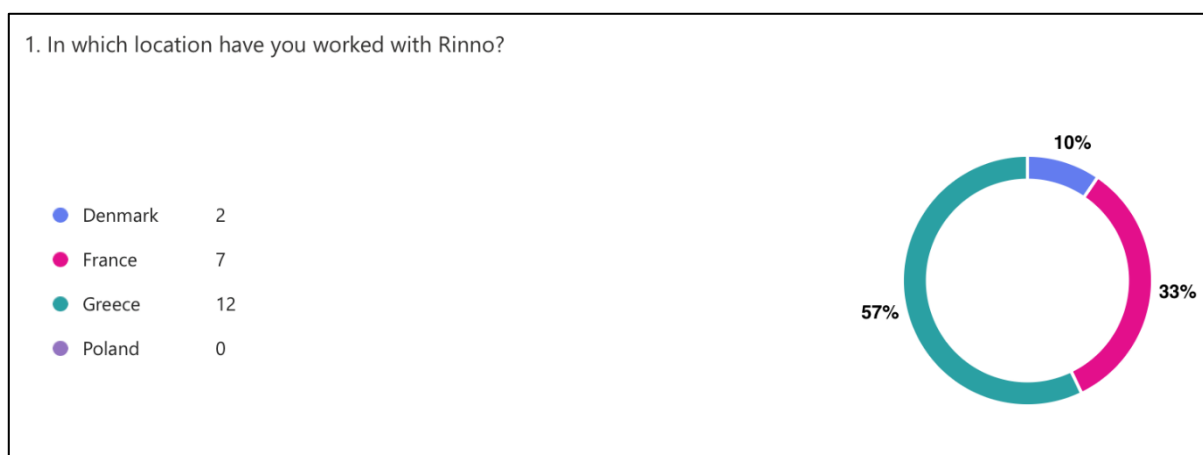 1. In which location have you worked with Rinno?
Denmark 2
France 7
Greece 12
Poland 0
10%
33%
57%